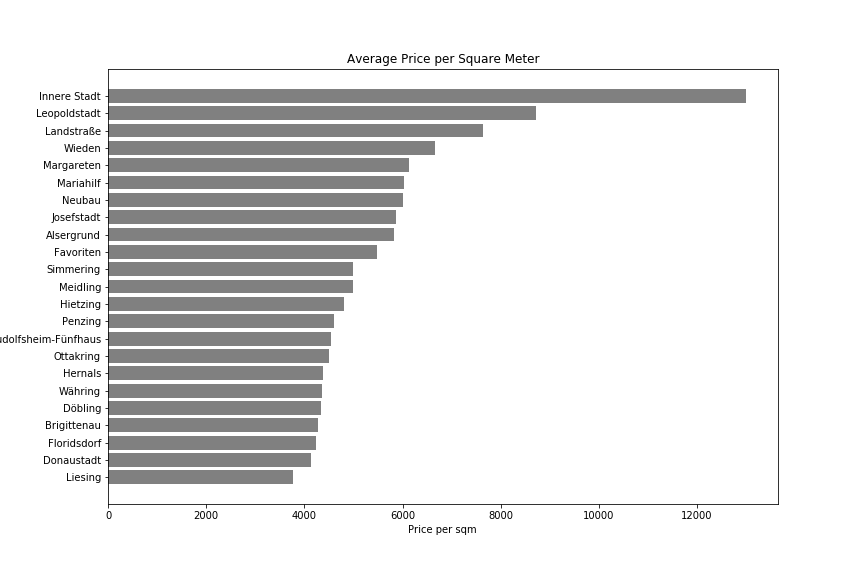 Average Price per Square Meter
Innere Stadt
Leopoldstadt
Landstraße
Wieden
Margareten
Mariahilf
Neubau
Josefstadt
Alsergrund
Favoriten
Simmering
Meidling
Hietzing
Penzing
udolfsheim-Fünfhaus
Ottakring
Hernals
Währing
Döbling
Brigittenau
Floridsdorf
Donaustadt
Liesing
0 2000 4000 6000 8000 10000 12000
Price per sqm